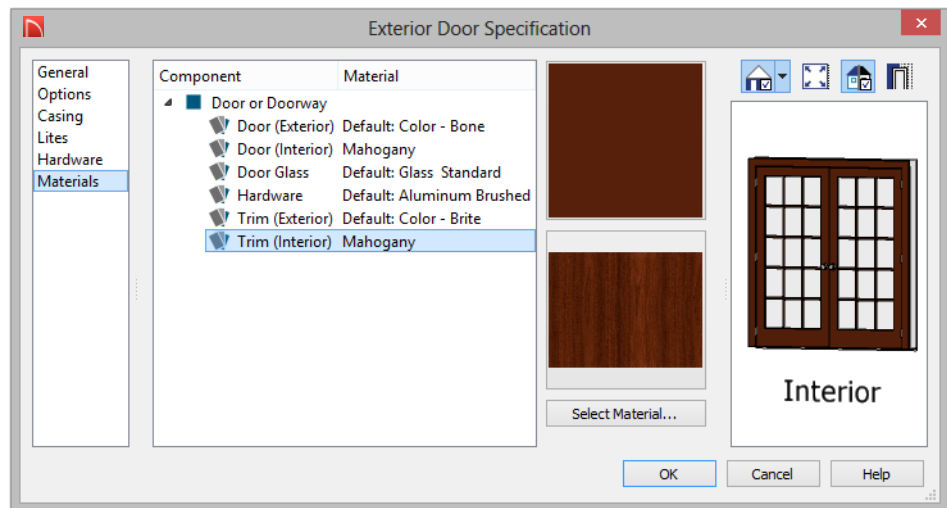 Exterior Door Specification
General
Options
Casing
Lites
Hardware
Materials
Component Material
Door or Doorway
Door (Exterior) Default: Color - Bone
Door (Interior) Mahogany
Door Glass Default: Glass Standard
Hardware Default: Aluminum Brushed
Trim (Exterior) Default: Color - Brite
Trim (Interior) Mahogany
Select Material...
Interior
OK Cancel Help